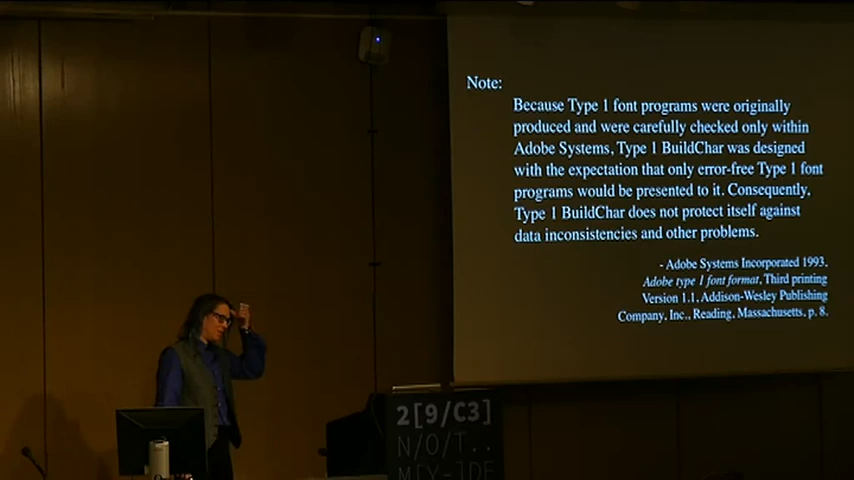 Note:
Because Type 1 font programs were originally
produced and were carefully checked only within
Adobe Systems, Type 1 BuildChar was designed
with the expectation that only error-free Type 1 font
programs would be presented to it. Consequently,
Type 1 BuildChar does not protect itself against
data inconsistencies and other problems.
- Adobe Systems Incorporated 1993.
Adobe type 1 font format, Third printing
Version 1.1, Addison-Wesley Publishing
Company, Inc., Reading, Massachusetts, p. 8.
2[9/C3]
N/O/T..
M[Y-]DE